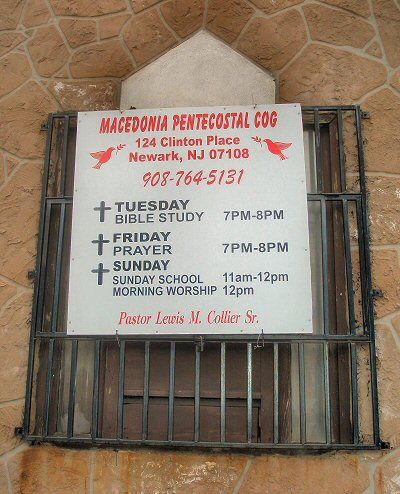 MACEDONIA PENTECOSTAL COG
124 Clinton Place
Newark, NJ 07108
908-764-5131
TUESDAY
BIBLE STUDY 7PM-8PM
FRIDAY
PRAYER 7PM-8PM
SUNDAY
SUNDAY SCHOOL 11am-12pm
MORNING WORSHIP 12pm
Pastor Lewis M. Collier Sr.